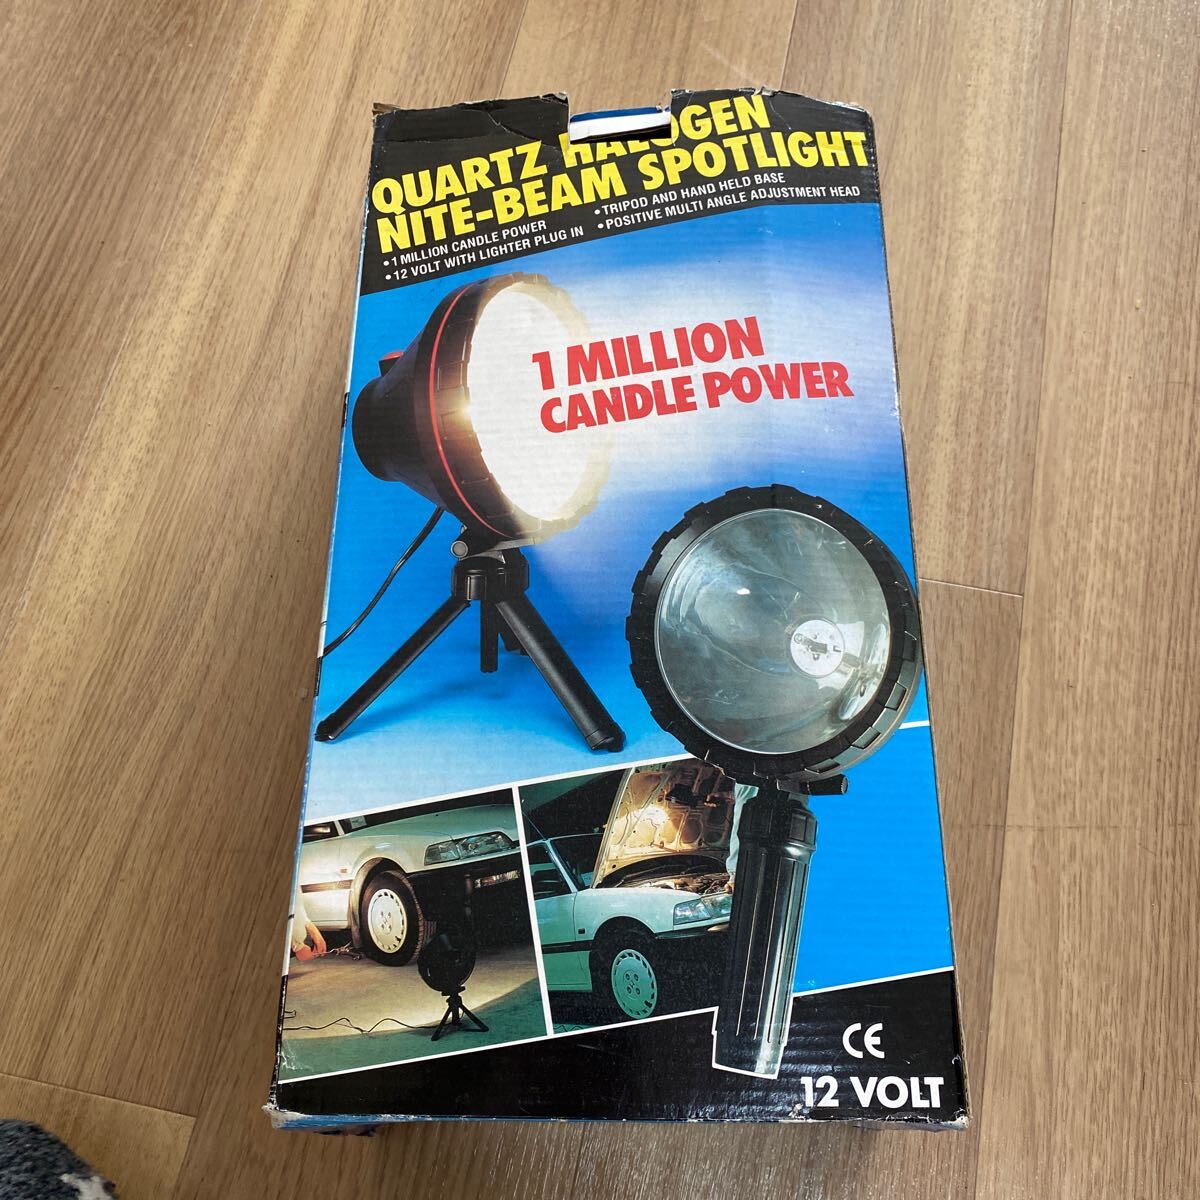 QUARTZ HALOGEN
NITE-BEAM SPOTLIGHT
• 1 MILLION CANDLE POWER
• 12 VOLT WITH LIGHTER PLUG IN
• TRIPOD AND HAND HELD BASE
• POSITIVE MULTI ANGLE ADJUSTMENT HEAD
1 MILLION
CANDLE POWER
CE
12 VOLT